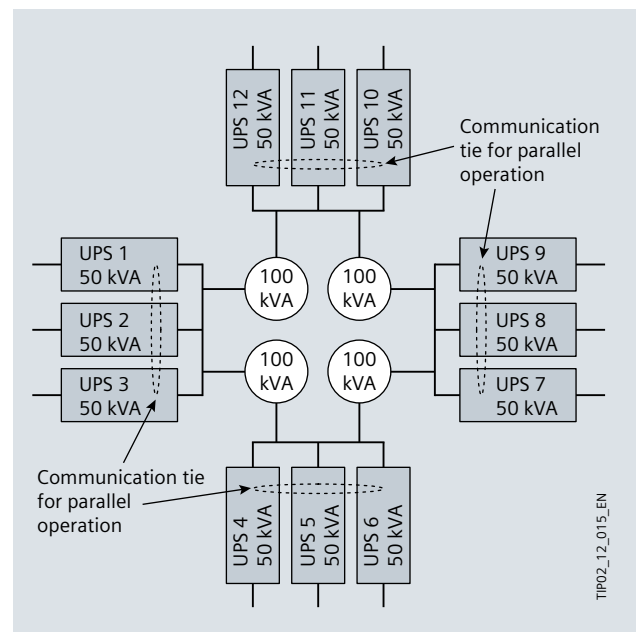 UPS 12
50 kVA
UPS 11
50 kVA
UPS 10
50 kVA
Communication
tie for parallel
operation
UPS 1
50 kVA
100
kVA
100
kVA
UPS 9
50 kVA
UPS 2
50 kVA
UPS 8
50 kVA
UPS 3
50 kVA
100
kVA
100
kVA
UPS 7
50 kVA
Communication tie
for parallel
operation
UPS 4
50 kVA
UPS 5
50 kVA
UPS 6
50 kVA
TIP02_12_015_EN